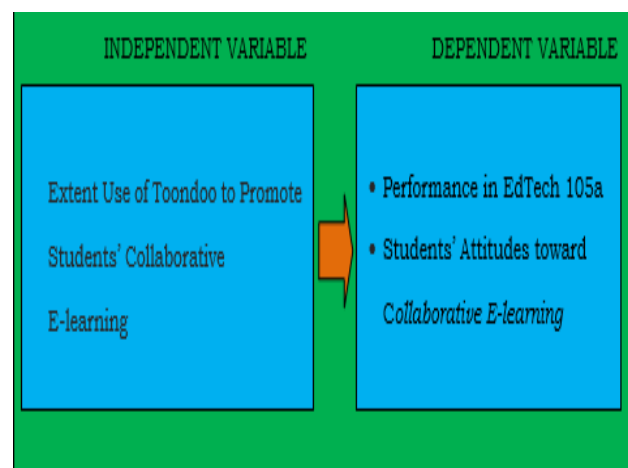 INDEPENDENT VARIABLE
DEPENDENT VARIABLE
Extent Use of Toondoo to Promote
Students' Collaborative
E-learning
• Performance in EdTech 105a
• Students' Attitudes toward
Collaborative E-learning